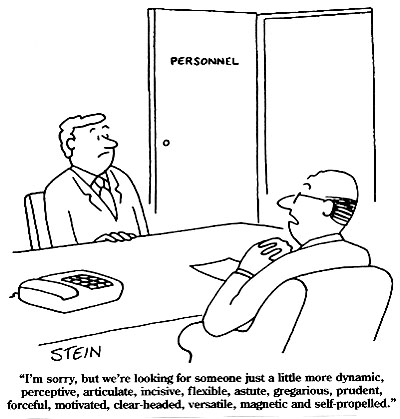 PERSONNEL
STEIN
“I’m sorry, but we’re looking for someone just a little more dynamic,
perceptive, articulate, incisive, flexible, astute, gregarious, prudent,
forceful, motivated, clear-headed, versatile, magnetic and self-propelled.”